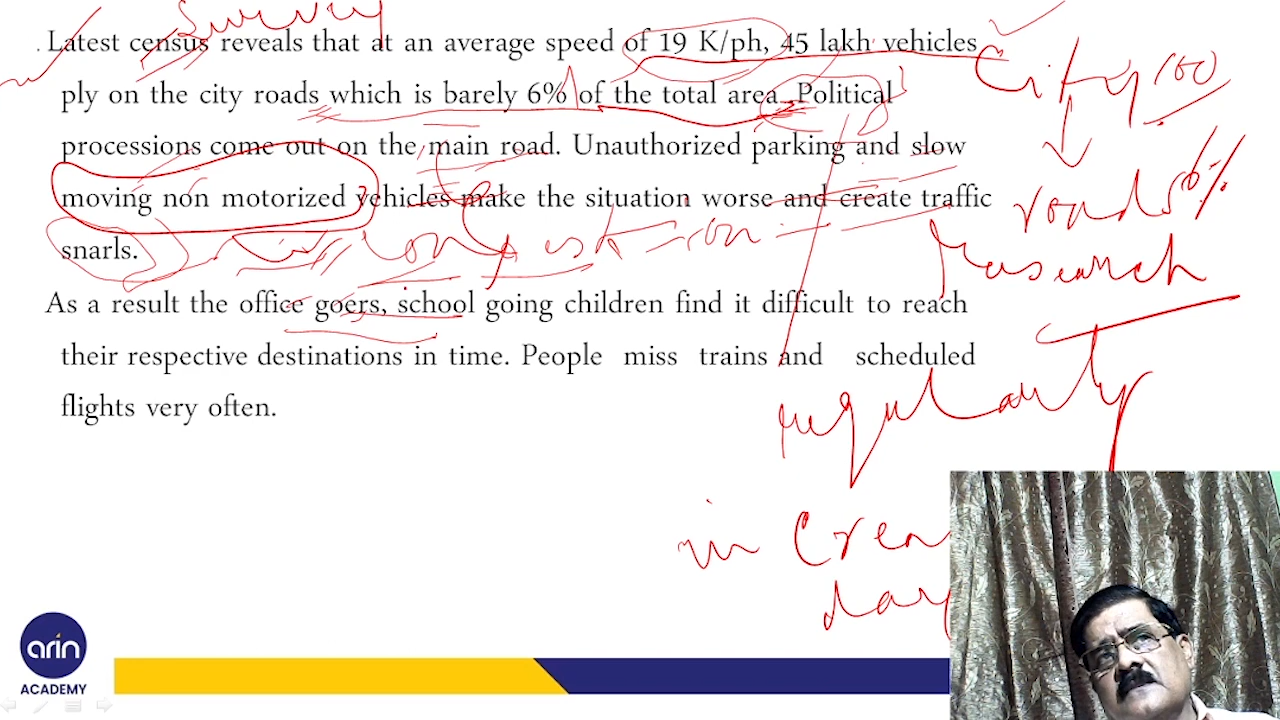 Survey
. Latest census reveals that at an average speed of 19 K/ph, 45 lakh vehicles
ply on the city roads which is barely 6% of the total area. Political
processions come out on the main road. Unauthorized parking and slow
moving non motorized vehicles make the situation worse and create traffic
snarls.
As a result the office goers, school going children find it difficult to reach
their respective destinations in time. People miss trains and scheduled
flights very often.
City 100
roads 6%
Congestion
research
regularity
in
day
arin
ACADEMY